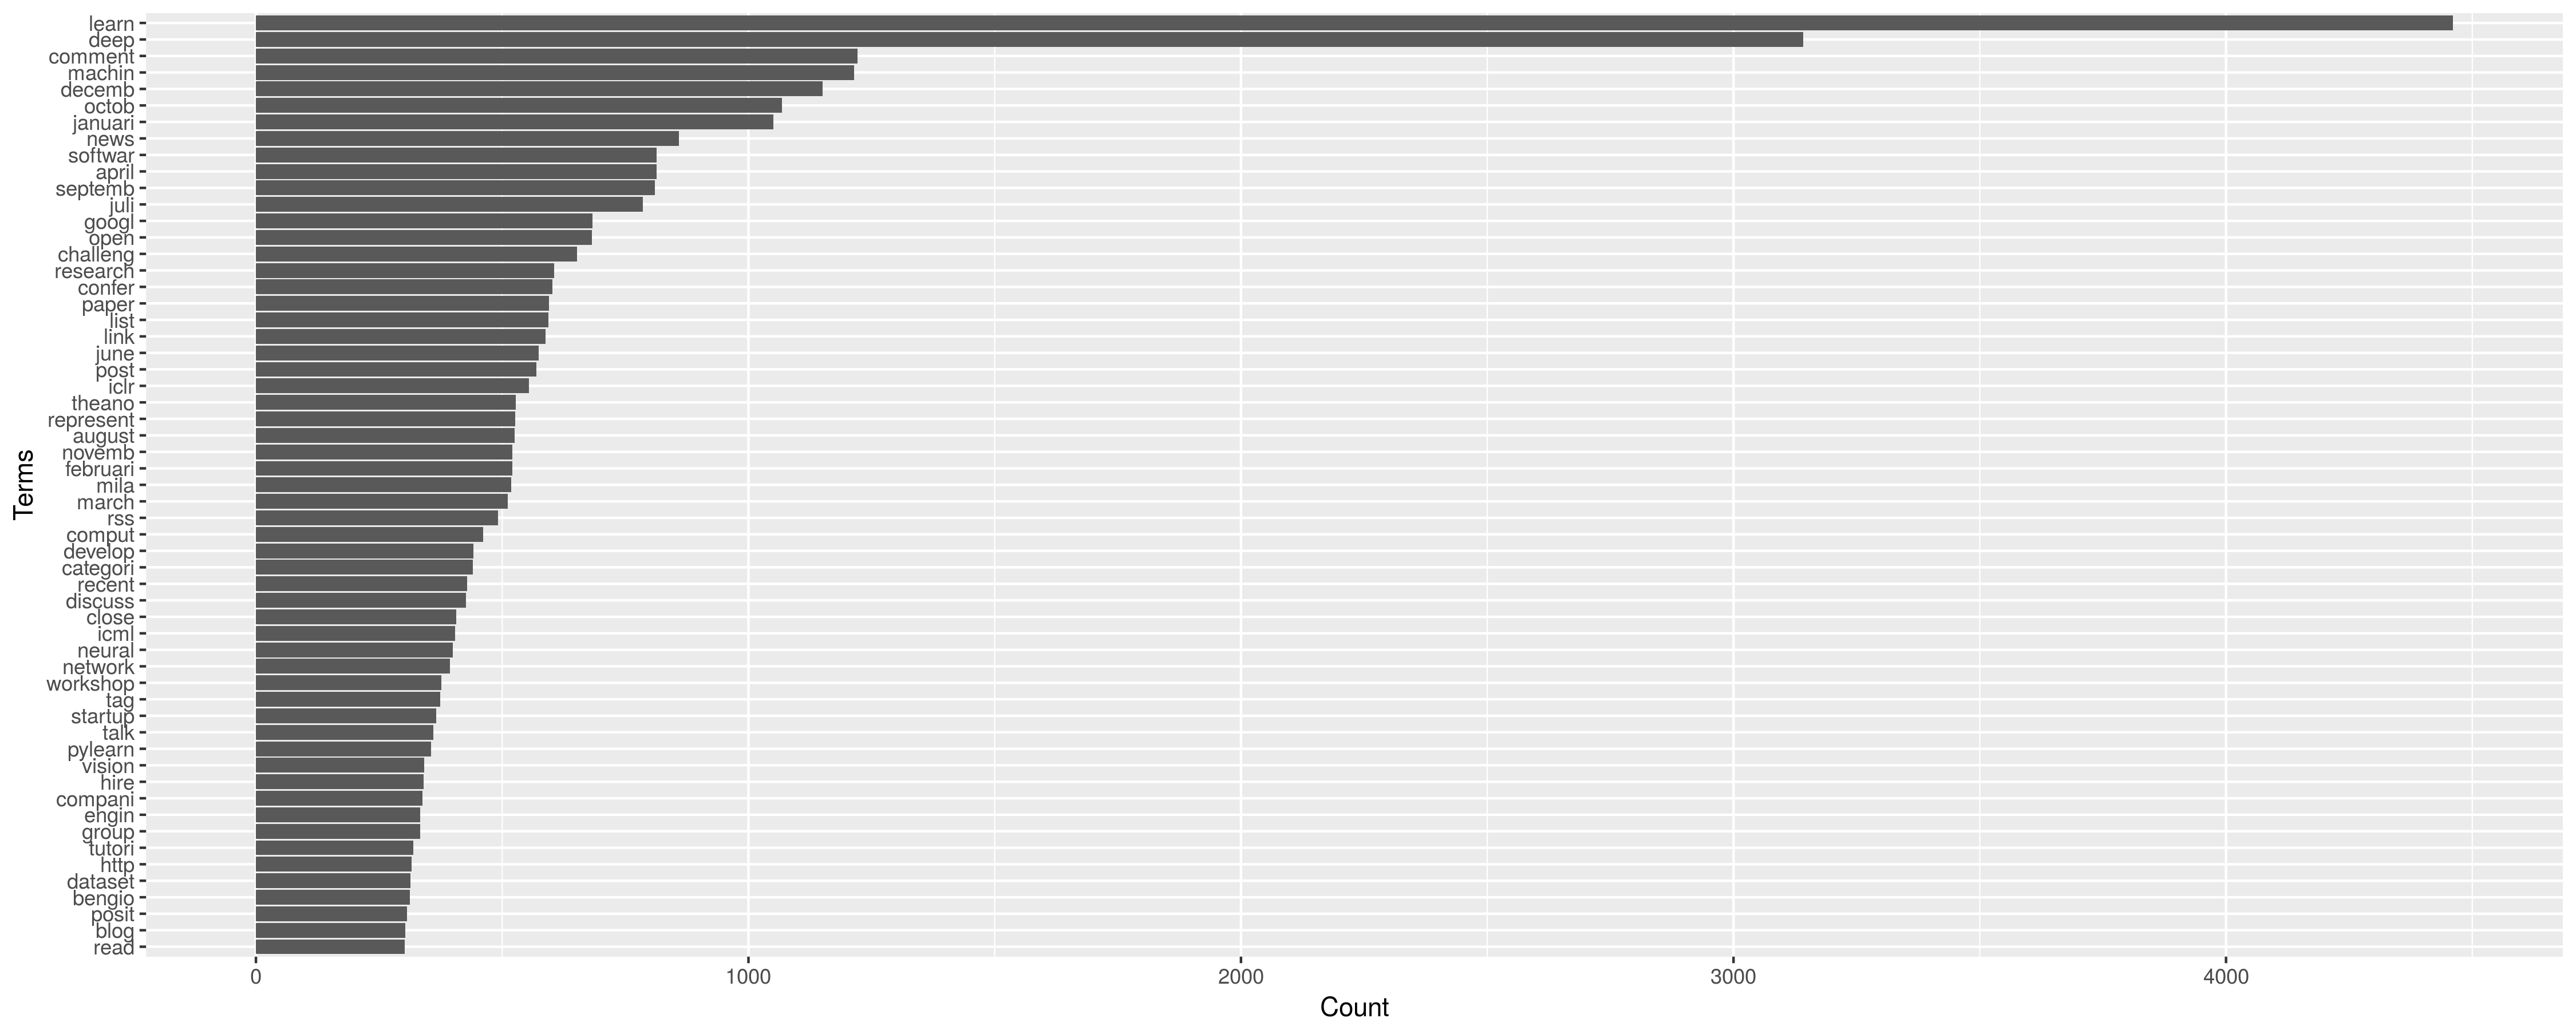 learn
deep
comment
machin
decemb
octob
januari
news
softwar
april
septemb
juli
googl
open
challeng
research
confer
paper
list
link
june
post
iclr
theano
represent
august
novemb
februari
mila
march
rss
comput
develop
categori
recent
discuss
close
icml
neural
network
workshop
tag
startup
talk
pylearn
vision
hire
compani
engin
group
tutori
http
dataset
bengio
posit
blog
read
Terms
0 1000 2000 3000 4000
Count